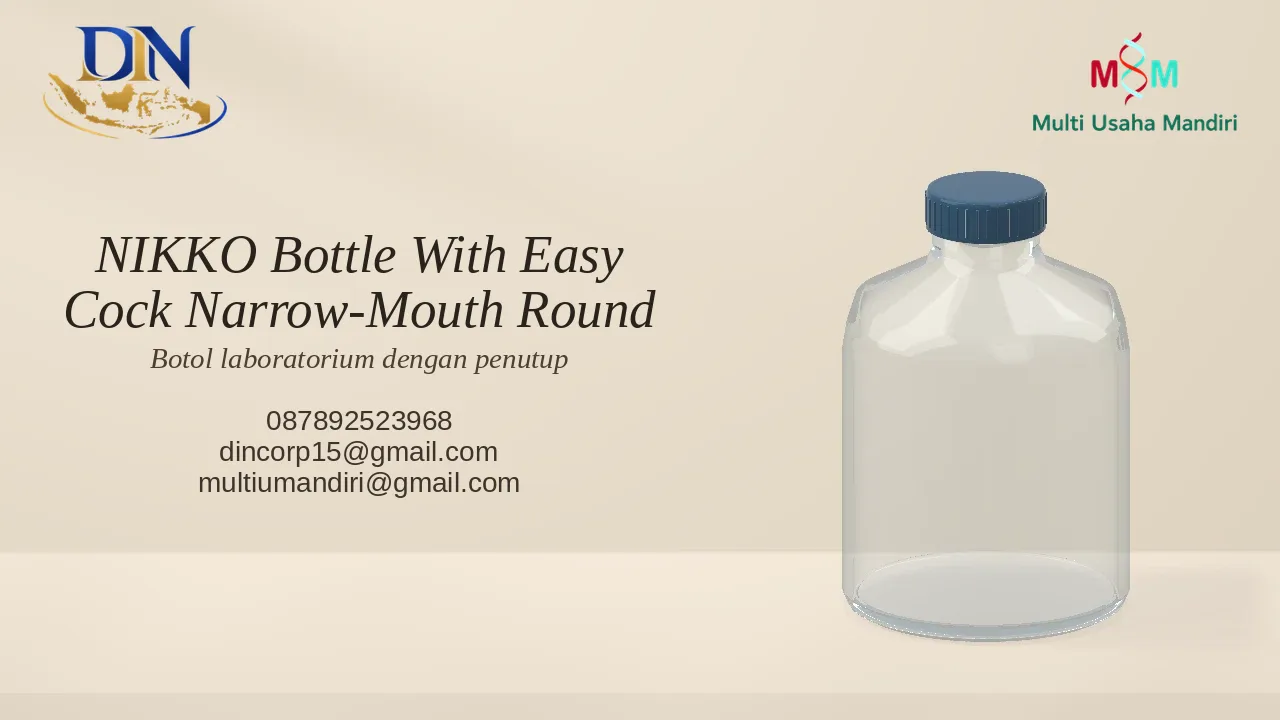 DN
M M
Multi Usaha Mandiri
NIKKO Bottle With Easy
Cock Narrow-Mouth Round
Botol laboratorium dengan penutup
087892523968
dincorp15@gmail.com
multiumandiri@gmail.com